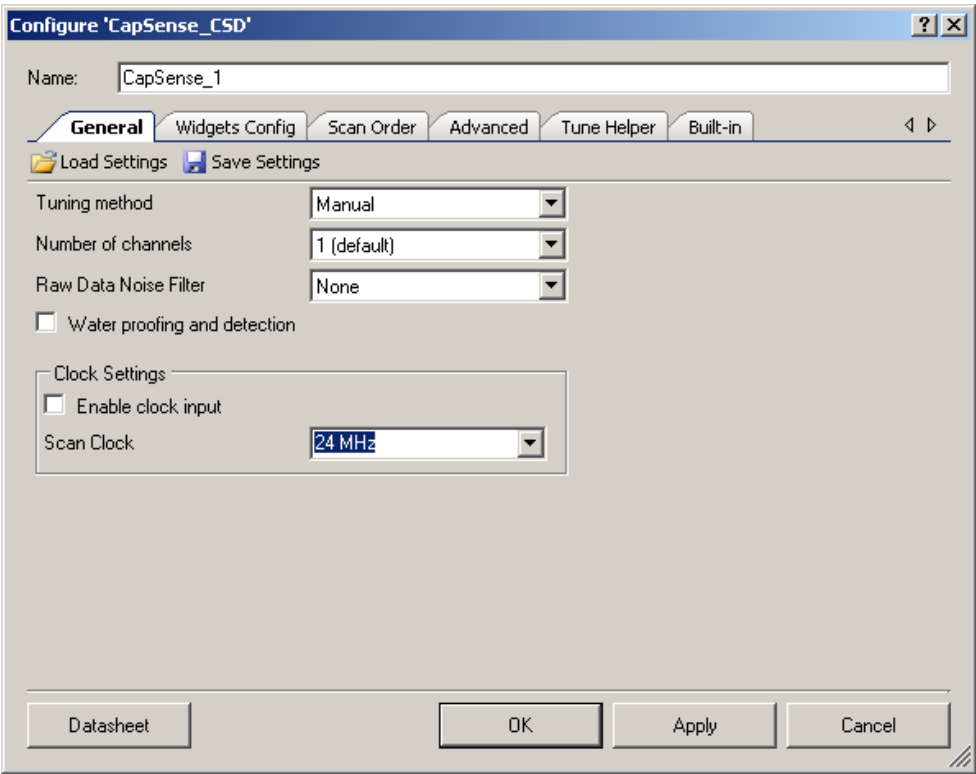 Configure 'CapSense_CSD'
Name: CapSense_1
General Widgets Config Scan Order Advanced Tune Helper Built-in
Load Settings Save Settings
Tuning method Manual
Number of channels 1 (default)
Raw Data Noise Filter None
Water proofing and detection
Clock Settings
Enable clock input
Scan Clock 24 MHz
Datasheet OK Apply Cancel